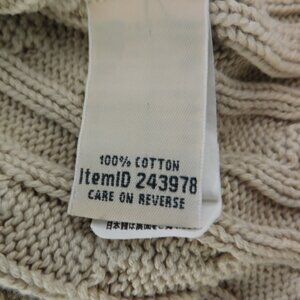 100% COTTON
ItemID 243978
CARE ON REVERSE